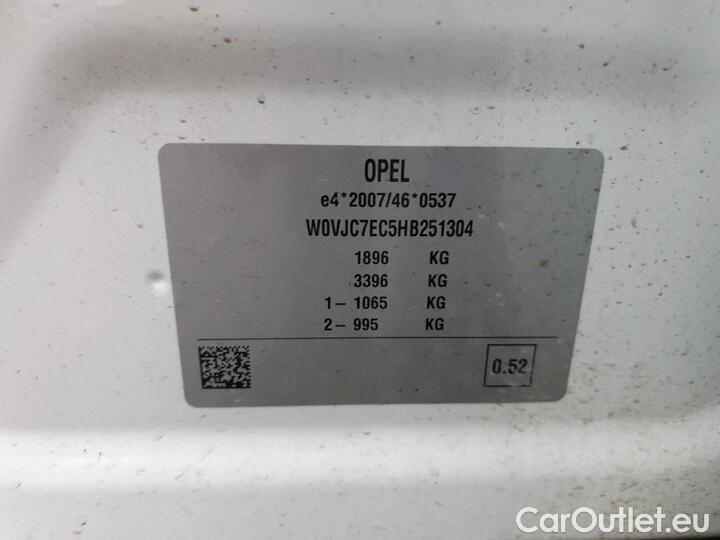 OPEL
e4*2007/46*0537
W0VJC7EC5HB251304
1896 KG
3396 KG
1– 1065 KG
2– 995 KG
0.52
CarOutlet.eu